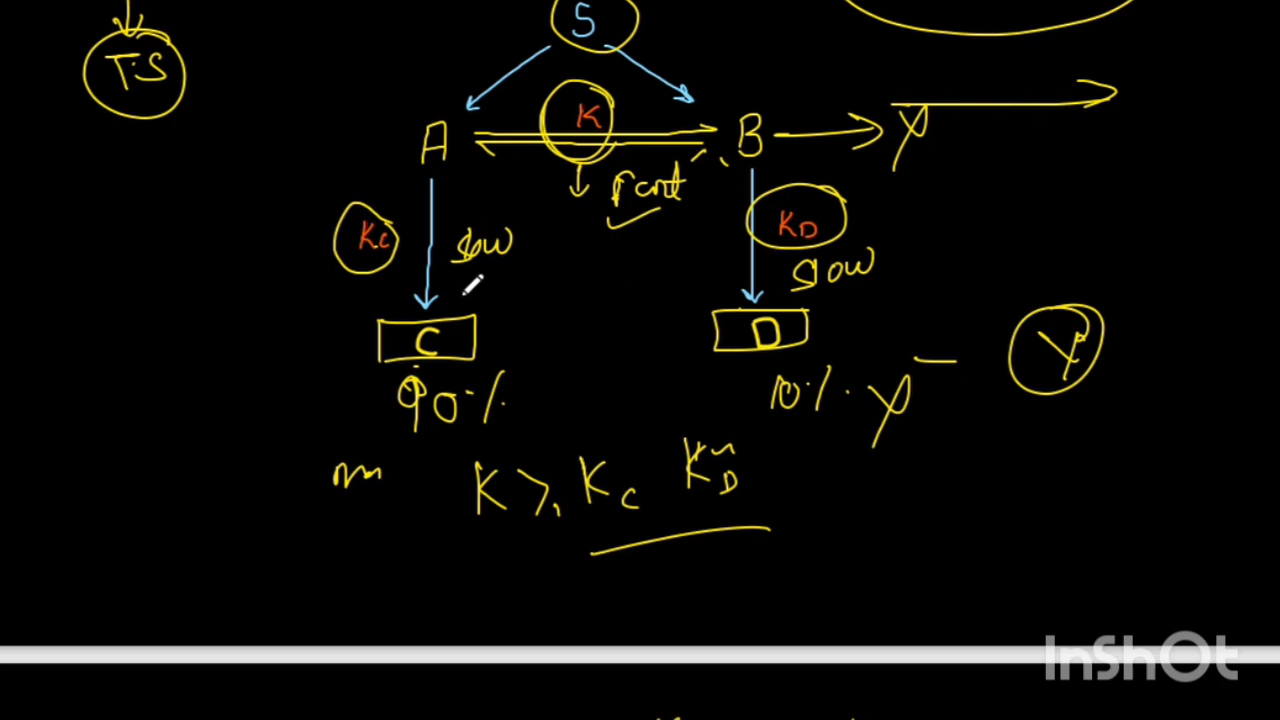 S
T.S
K
A B Y
Fast
Kc KD
slow
slow
C D
90% 10% Y Y
K > Kc KD
InShOt